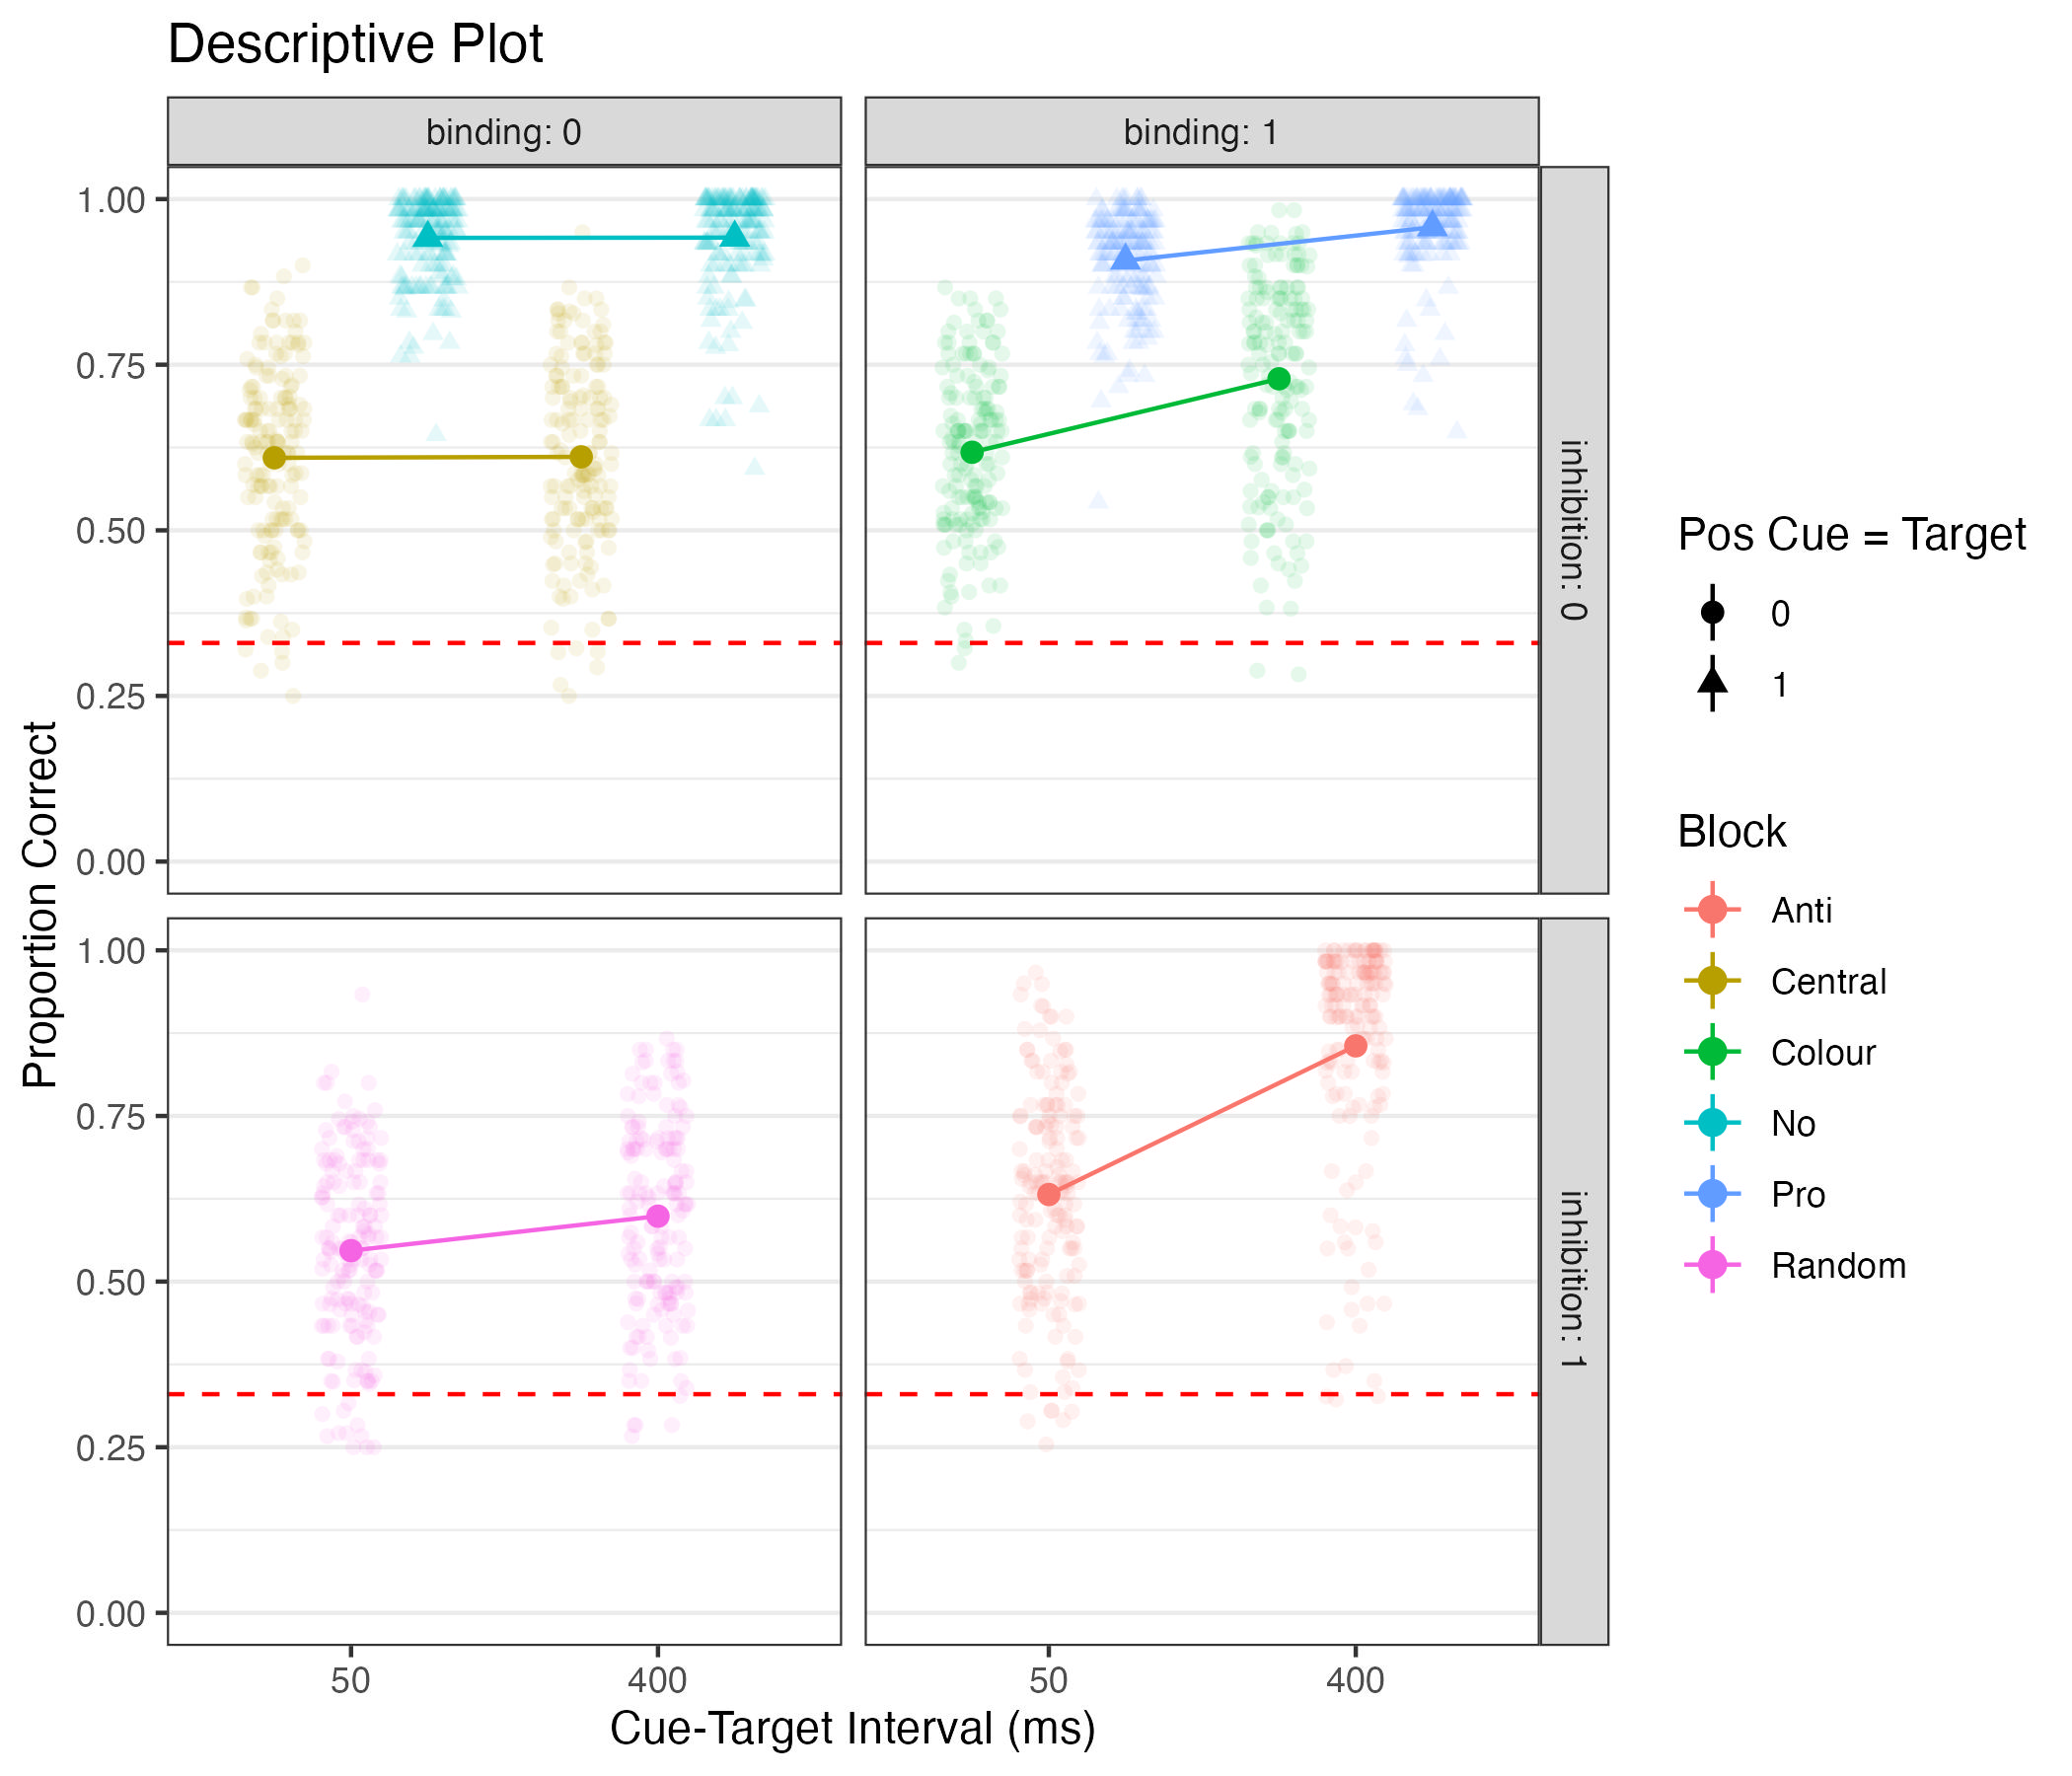 Descriptive Plot
binding: 0
binding: 1
1.00
0.75
0.50
0.25
0.00
inhibition: 0
1.00
0.75
0.50
0.25
0.00
inhibition: 1
Proportion Correct
50
400
50
400
Cue-Target Interval (ms)
Pos Cue = Target
0
1
Block
Anti
Central
Colour
No
Pro
Random